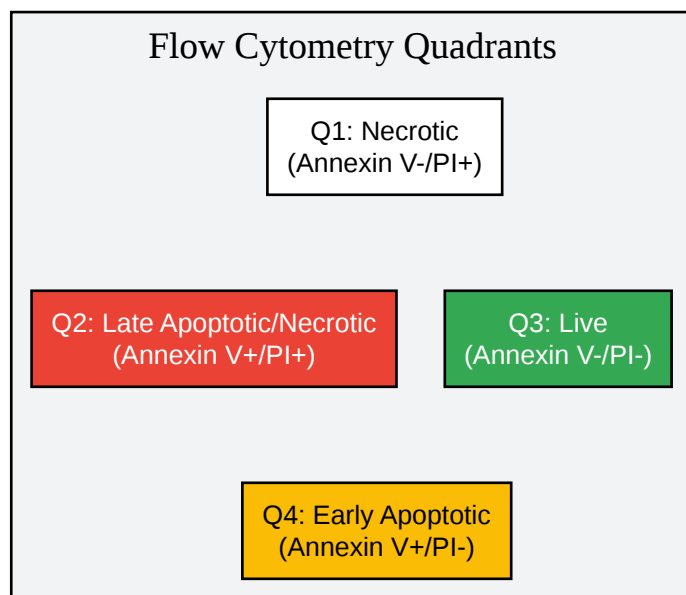 Flow Cytometry Quadrants
Q1: Necrotic
(Annexin V-/PI+)
Q2: Late Apoptotic/Necrotic
(Annexin V+/PI+)
Q3: Live
(Annexin V-/PI-)
Q4: Early Apoptotic
(Annexin V+/PI-)